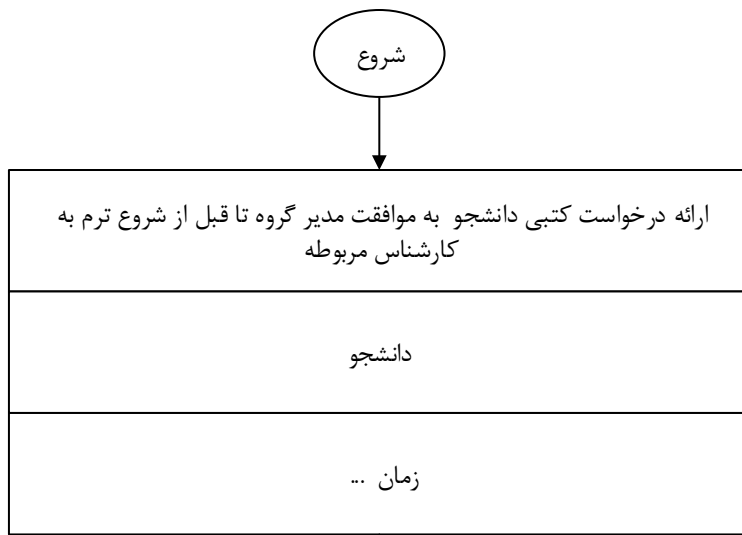 شروع
ارائه درخواست کتبی دانشجو به موافقت مدیر گروه تا قبل از شروع ترم به
کارشناس مربوطه
دانشجو
زمان ...